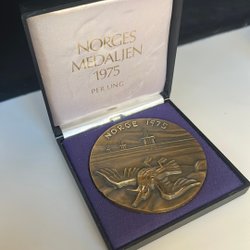 NORGES
MEDALJEN
1975
PER UNG
NORGE 1975